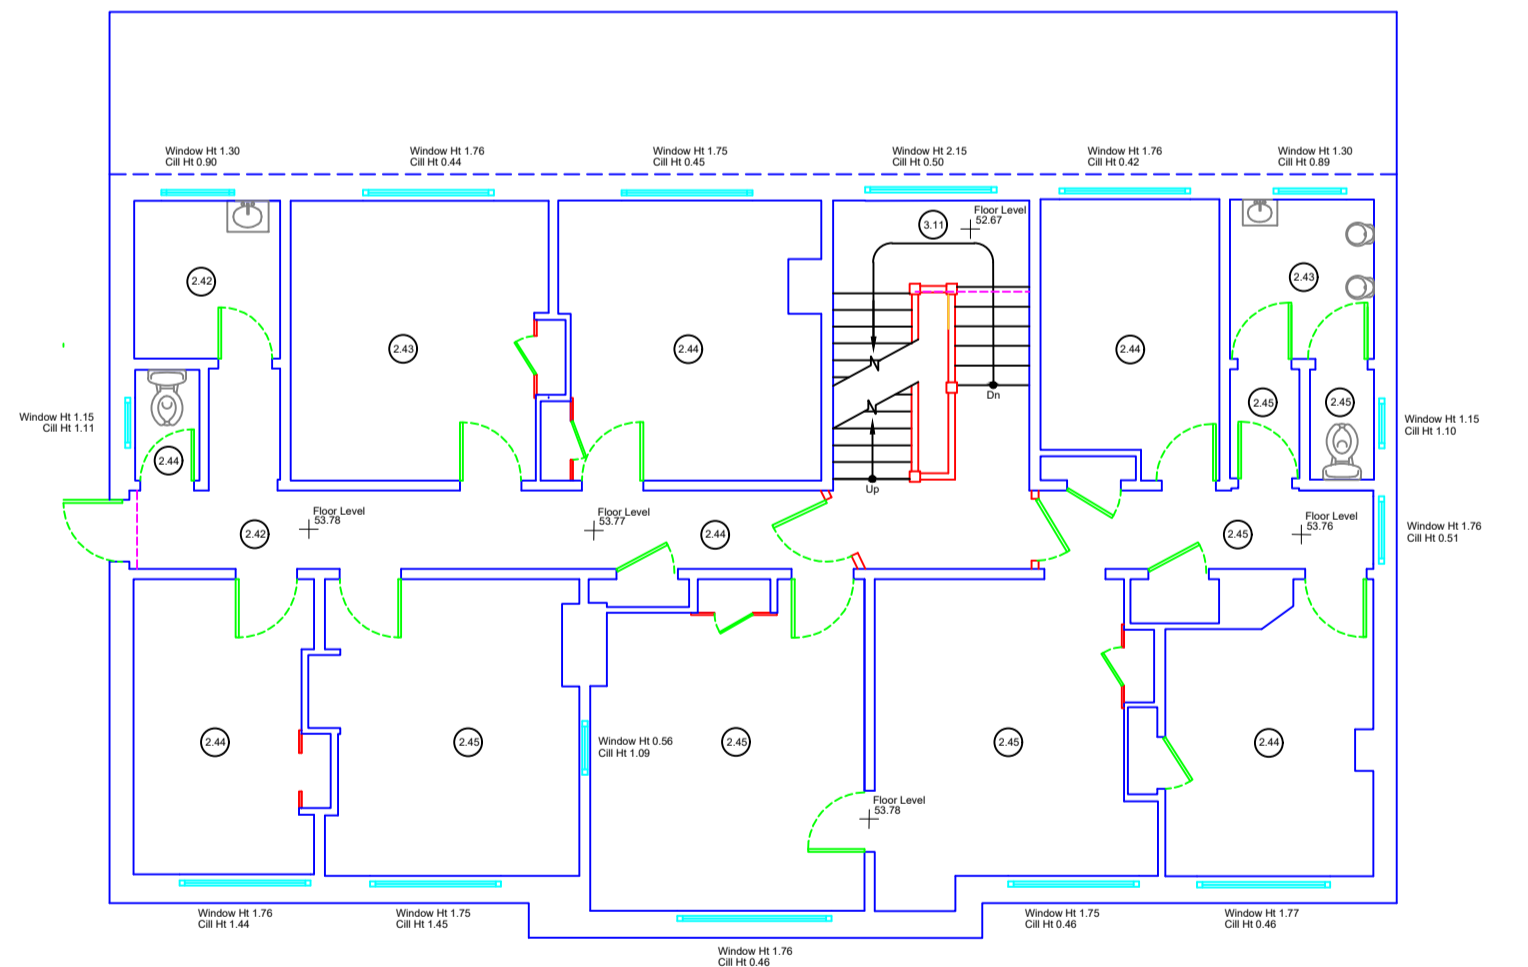 Window Ht 1.30
Cill Ht 0.90
Window Ht 1.76
Cill Ht 0.44
Window Ht 1.75
Cill Ht 0.45
Window Ht 2.15
Cill Ht 0.50
Window Ht 1.76
Cill Ht 0.42
Window Ht 1.30
Cill Ht 0.89
3.11
Floor Level
52.67
2.42
2.43
2.43
2.44
2.44
N
Dn
Window Ht 1.15
Cill Ht 1.11
2.44
N
2.45
2.45
Window Ht 1.15
Cill Ht 1.10
Up
2.42
Floor Level
53.78
Floor Level
53.77
2.44
2.45
Floor Level
53.76
Window Ht 1.76
Cill Ht 0.51
2.44
2.45
Window Ht 0.56
Cill Ht 1.09
2.45
2.45
2.44
Floor Level
53.78
Window Ht 1.76
Cill Ht 1.44
Window Ht 1.75
Cill Ht 1.45
Window Ht 1.76
Cill Ht 0.46
Window Ht 1.75
Cill Ht 0.46
Window Ht 1.77
Cill Ht 0.46